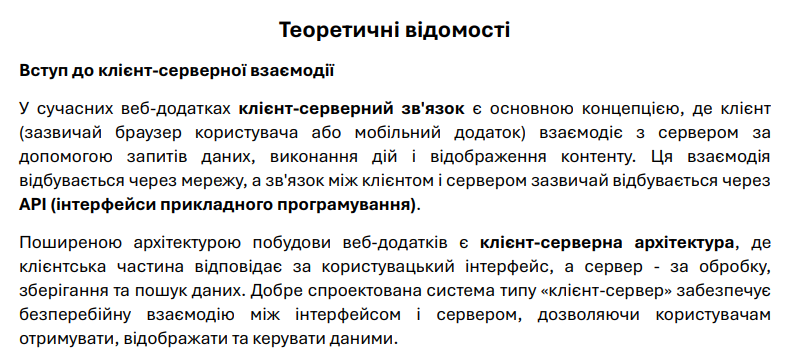 Теоретичні відомості
Вступ до клієнт-серверної взаємодії
У сучасних веб-додатках клієнт-серверний зв'язок є основною концепцією, де клієнт
(зазвичай браузер користувача або мобільний додаток) взаємодіє з сервером за
допомогою запитів даних, виконання дій і відображення контенту. Ця взаємодія
відбувається через мережу, а зв'язок між клієнтом і сервером зазвичай відбувається через
API (інтерфейси прикладного програмування).
Поширеною архітектурою побудови веб-додатків є клієнт-серверна архітектура, де
клієнтська частина відповідає за користувацький інтерфейс, а сервер - за обробку,
зберігання та пошук даних. Добре спроектована система типу «клієнт-сервер» забезпечує
безперебійну взаємодію між інтерфейсом і сервером, дозволяючи користувачам
отримувати, відображати та керувати даними.